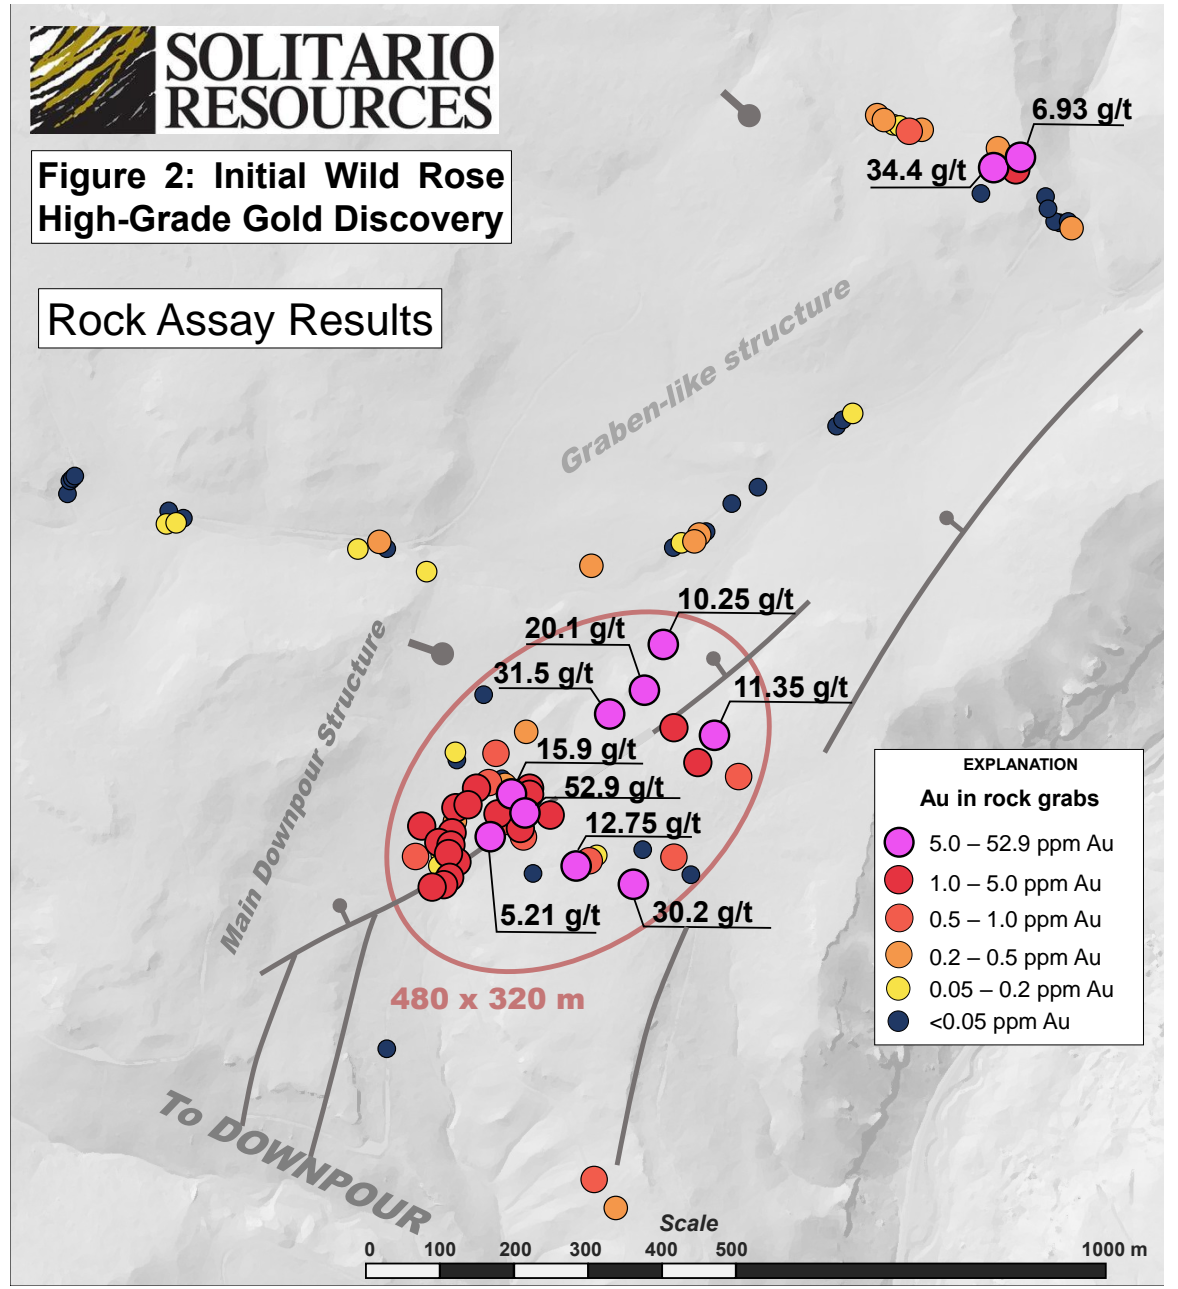 SOLITARIO
RESOURCES
Figure 2: Initial Wild Rose
High-Grade Gold Discovery
Rock Assay Results
6.93 g/t
34.4 g/t
Graben-like structure
10.25 g/t
20.1 g/t
31.5 g/t
11.35 g/t
Main Downpour Structure
15.9 g/t
52.9 g/t
12.75 g/t
5.21 g/t
30.2 g/t
480 x 320 m
EXPLANATION
Au in rock grabs
5.0 – 52.9 ppm Au
1.0 – 5.0 ppm Au
0.5 – 1.0 ppm Au
0.2 – 0.5 ppm Au
0.05 – 0.2 ppm Au
<0.05 ppm Au
To DOWNPOUR
Scale
0 100 200 300 400 500 1000 m